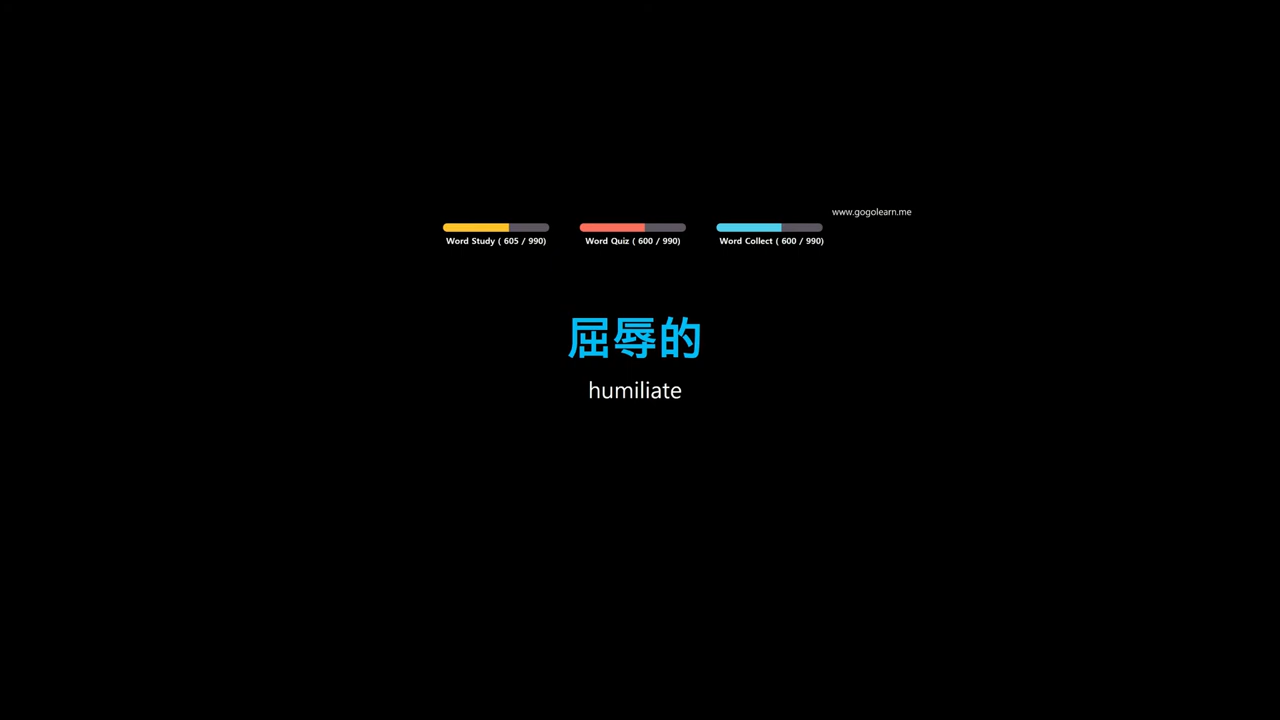 www.gogolearn.me
Word Study ( 605 / 990)
Word Quiz ( 600 / 990)
Word Collect ( 600 / 990)
屈辱的
humiliate